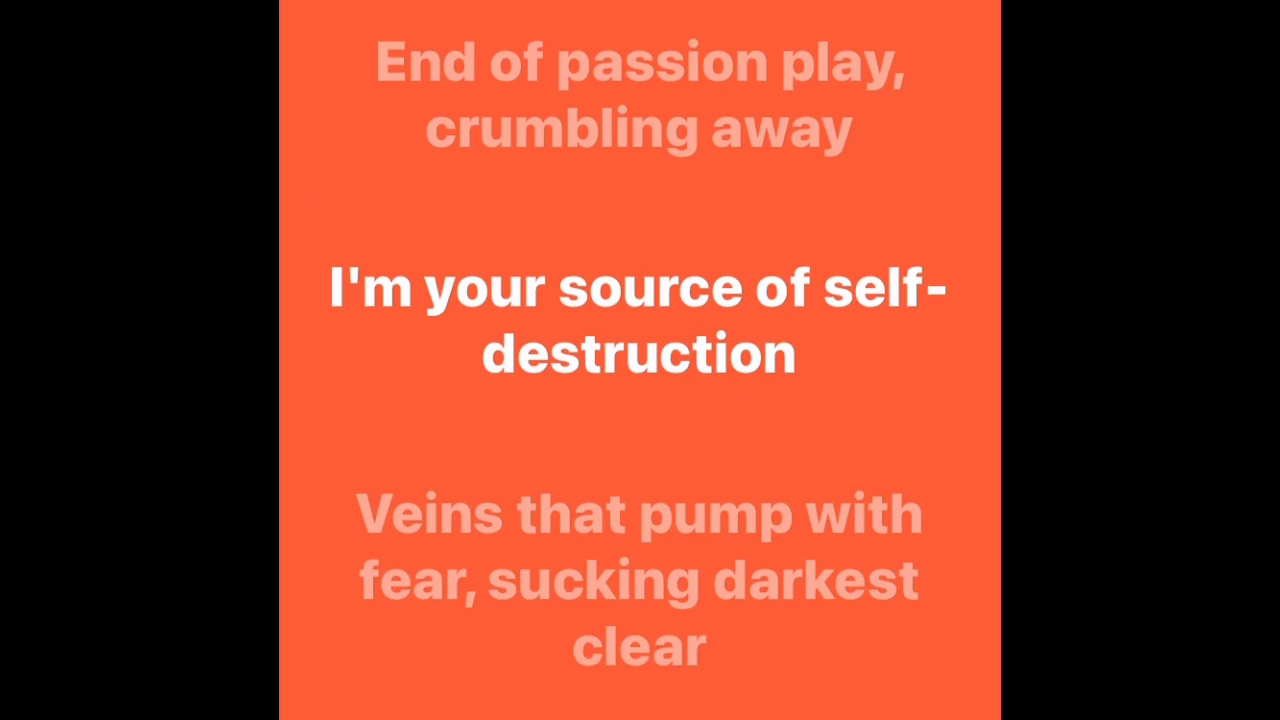 End of passion play,
crumbling away
I'm your source of self-
destruction
Veins that pump with
fear, sucking darkest
clear